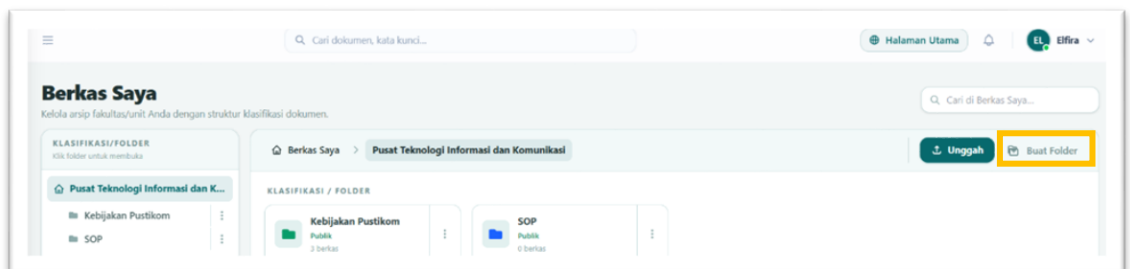 Cari dokumen, kata kunci...
Halaman Utama
EL
Elfira
Berkas Saya
Kelola arsip fakultas/unit Anda dengan struktur klasifikasi dokumen.
Cari di Berkas Saya...
KLASIFIKASI/FOLDER
Klik folder untuk membuka
Pusat Teknologi Informasi dan K...
Kebijakan Pustikom
SOP
Berkas Saya > Pusat Teknologi Informasi dan Komunikasi
Unggah
Buat Folder
KLASIFIKASI / FOLDER
Kebijakan Pustikom
Publik
3 berkas
SOP
Publik
0 berkas